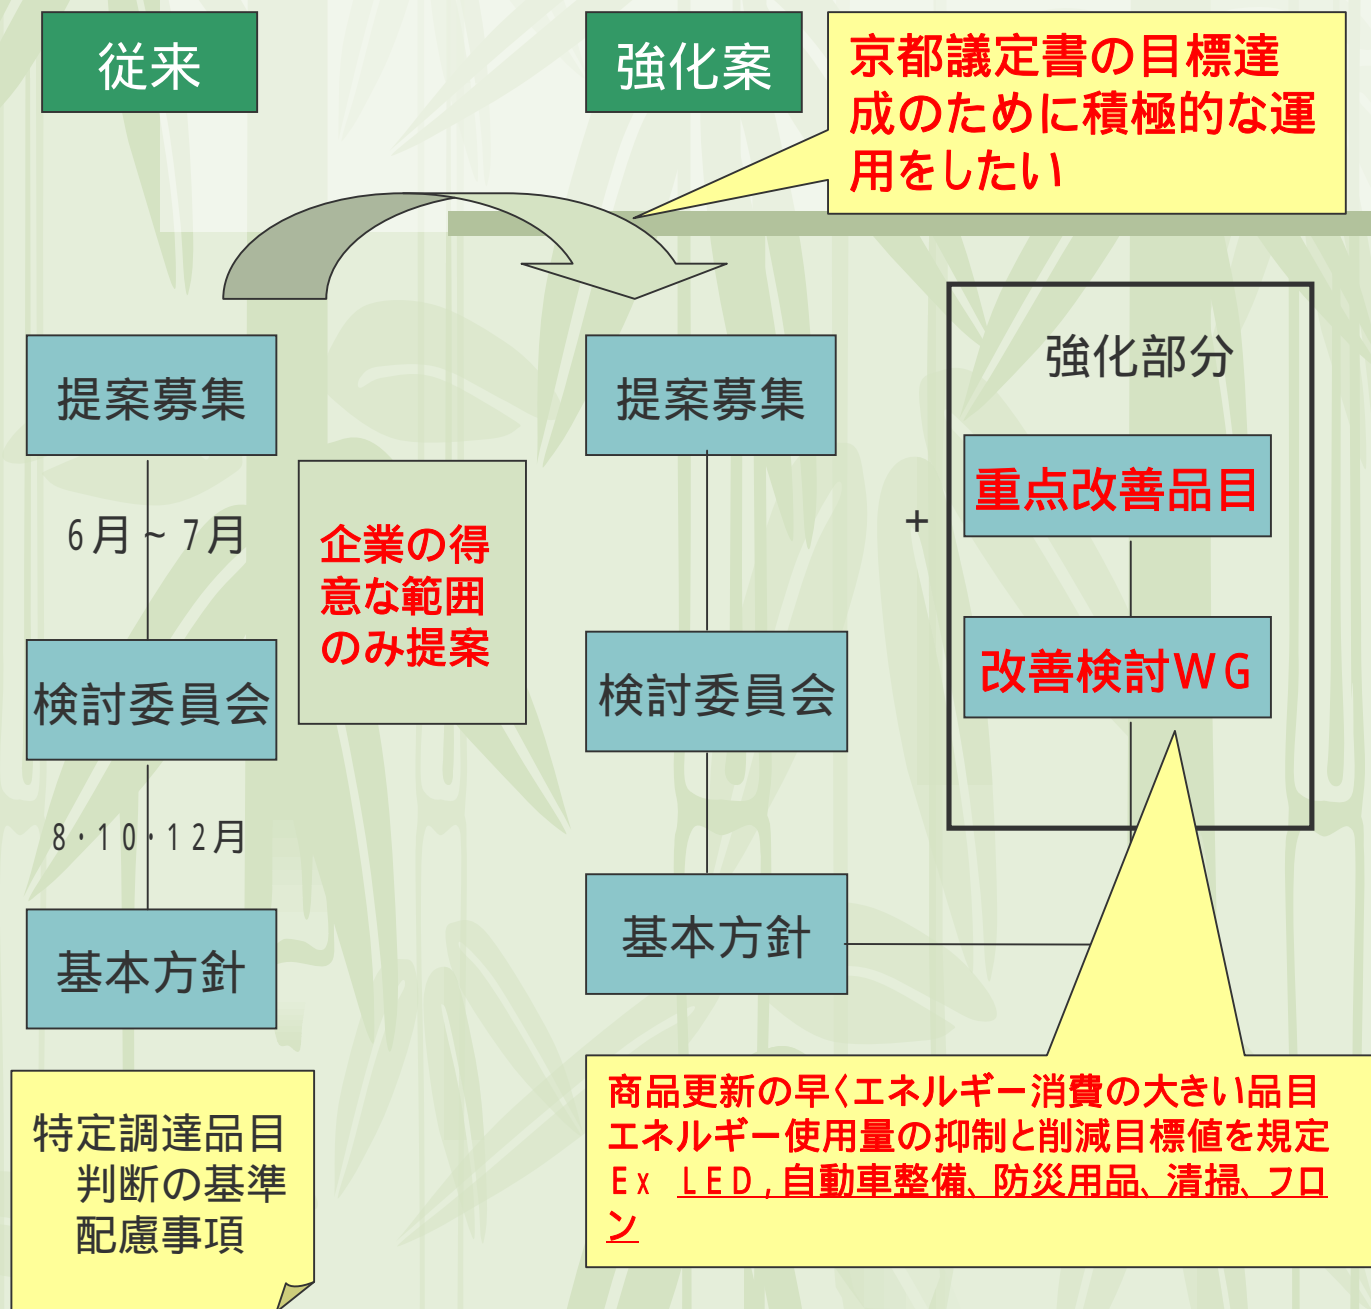 従来
強化案
京都議定書の目標達
成のために積極的な運
用をしたい
提案募集
6月~7月
検討委員会
8・10・12月
基本方針
企業の得
意な範囲
のみ提案
特定調達品目
判断の基準
配慮事項
提案募集
検討委員会
基本方針
+
強化部分
重点改善品目
改善検討WG
商品更新の早くエネルギー消費の大きい品目
エネルギー使用量の抑制と削減目標値を規定
Ex LED,自動車整備、防災用品、清掃、フロ
ン